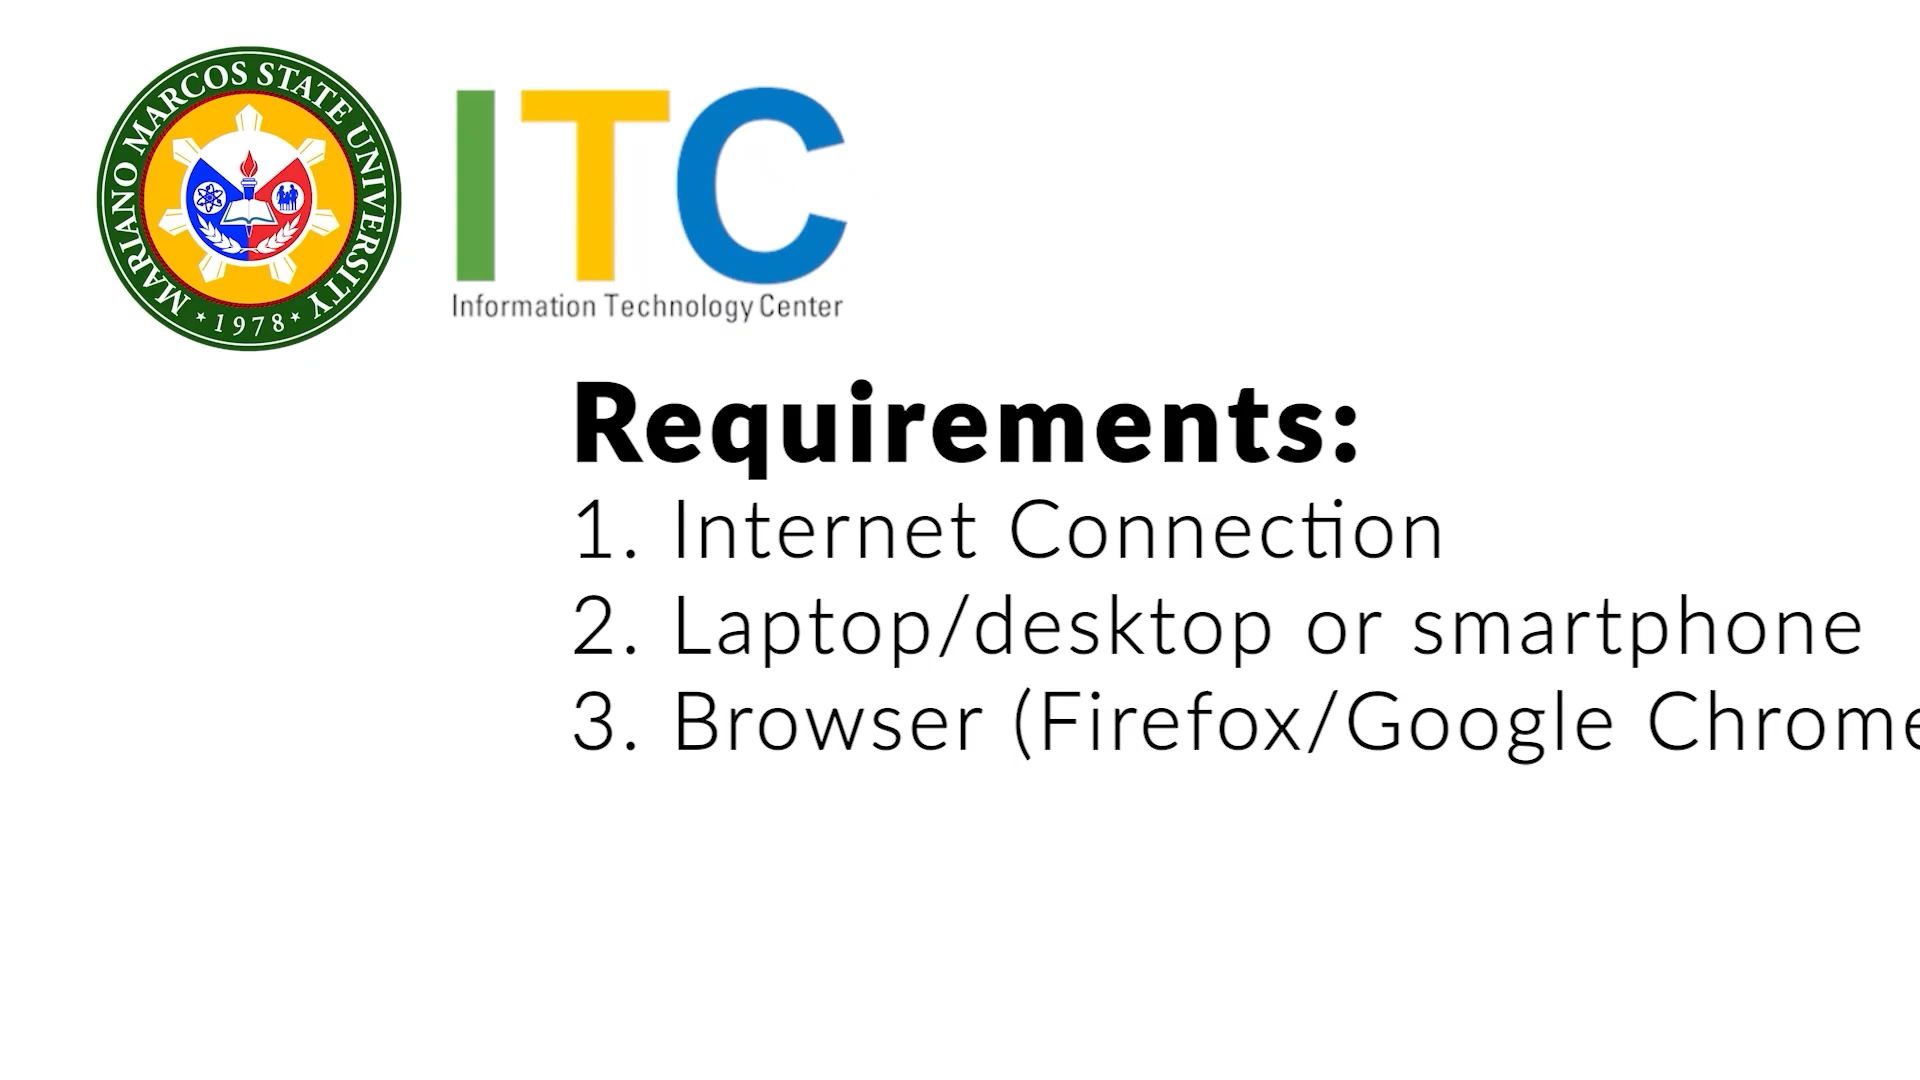 MARIANO MARCOS STATE UNIVERSITY
1978
ITC
Information Technology Center
Requirements:
1. Internet Connection
2. Laptop/desktop or smartphone
3. Browser (Firefox/Google Chrome